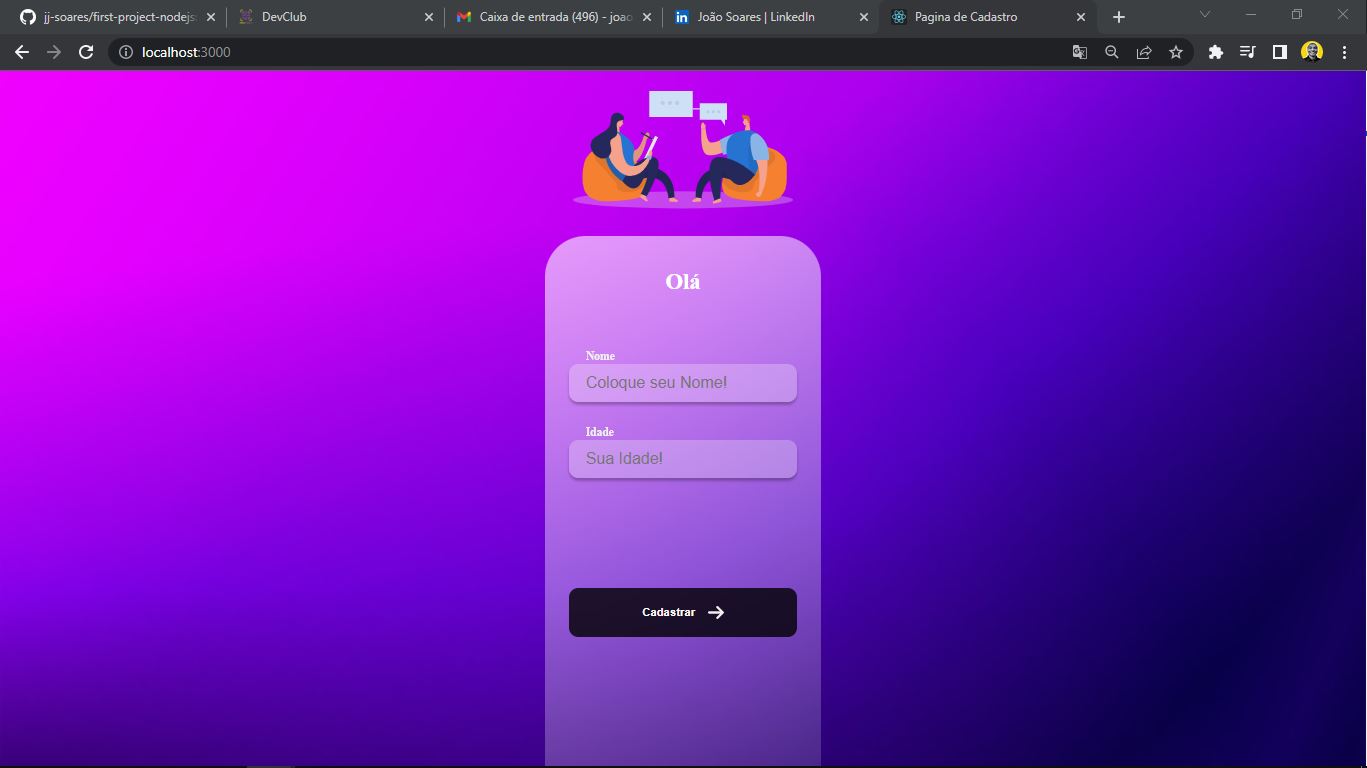 jj-soares/first-project-nodejs:
DevClub
Caixa de entrada (496) - joao
João Soares | LinkedIn
Pagina de Cadastro
localhost:3000
Olá
Nome
Coloque seu Nome!
Idade
Sua Idade!
Cadastrar